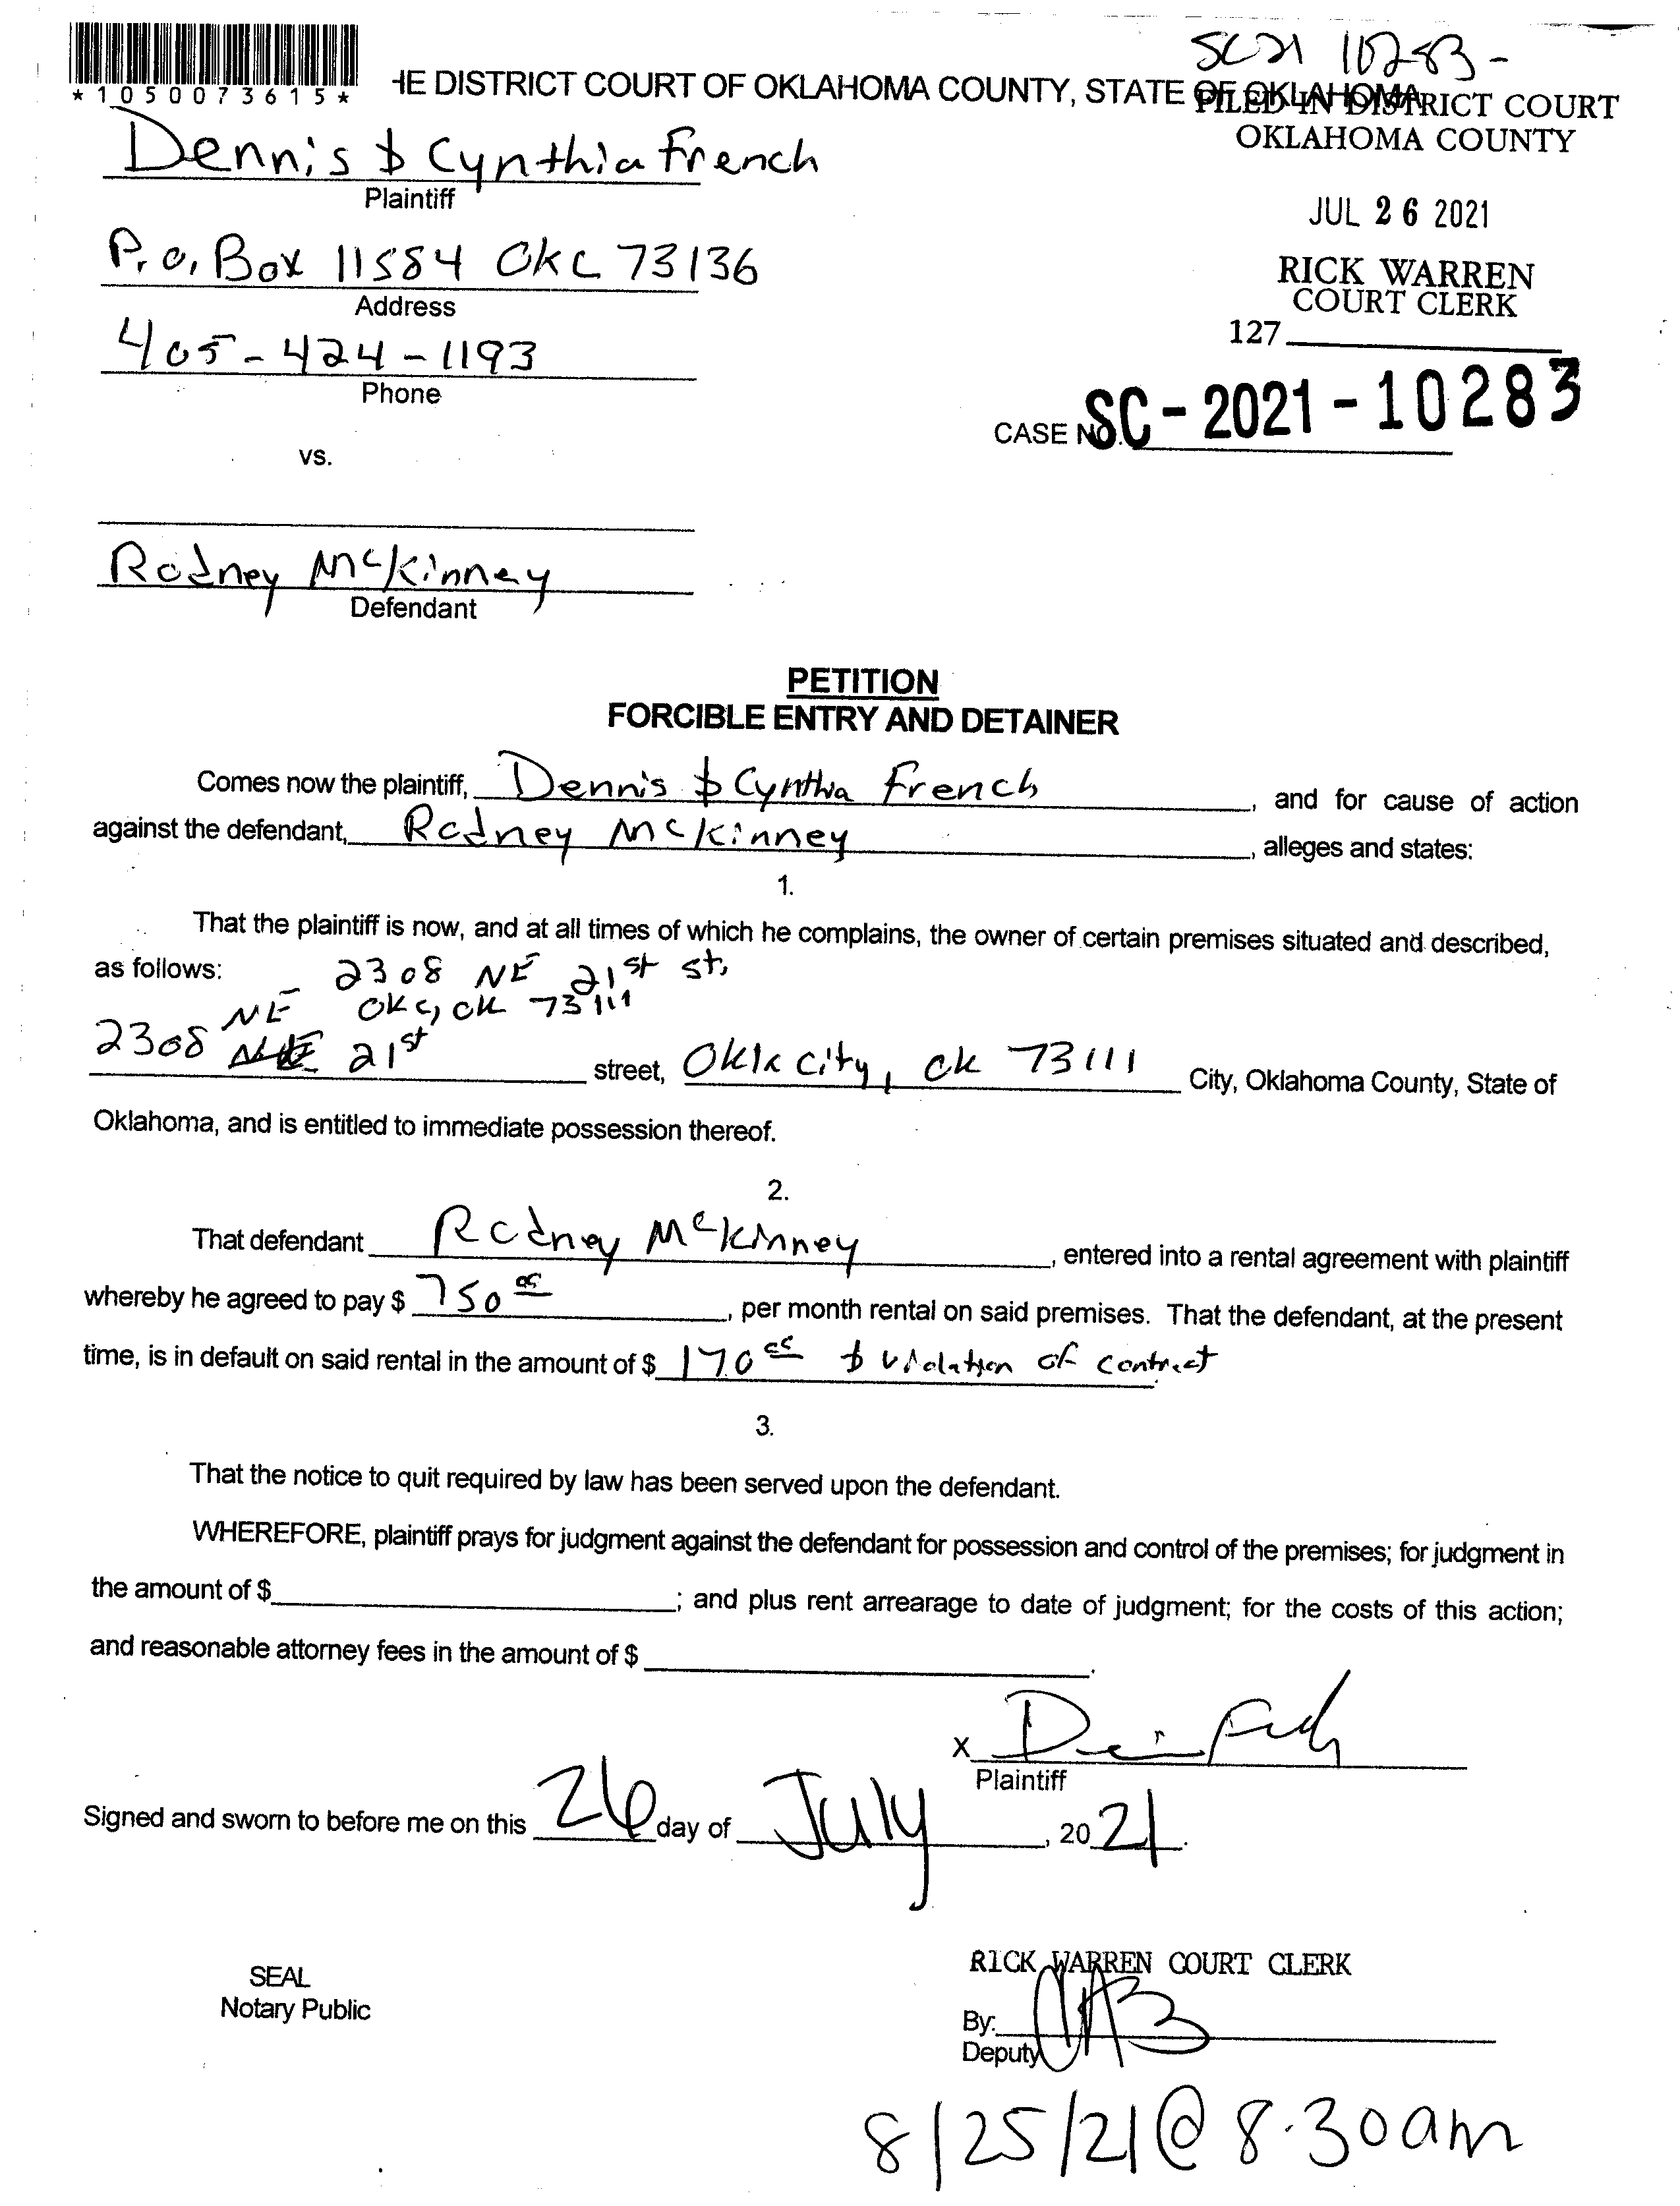 SC21 10283-
*1050073615*
HE DISTRICT COURT OF OKLAHOMA COUNTY, STATE OF OKLAHOMA
FILED IN DISTRICT COURT
OKLAHOMA COUNTY
Dennis & Cynthia French
Plaintiff
JUL 26 2021
P.O. Box 11584 OKC 73136
Address
RICK WARREN
COURT CLERK
127
405-424-1193
Phone
CASE NO. SC-2021-10283
vs.
Rodney McKinney
Defendant
PETITION
FORCIBLE ENTRY AND DETAINER
Comes now the plaintiff, Dennis & Cynthia French, and for cause of action
against the defendant, Rodney McKinney, alleges and states:
1.
That the plaintiff is now, and at all times of which he complains, the owner of certain premises situated and described,
as follows: 2308 NE 21st st,
NE OKC, OK 73111
2308 21st street, Okla City, OK 73111 City, Oklahoma County, State of
Oklahoma, and is entitled to immediate possession thereof.
2.
That defendant Rodney McKinney, entered into a rental agreement with plaintiff
whereby he agreed to pay $ 750 00, per month rental on said premises. That the defendant, at the present
time, is in default on said rental in the amount of $ 170 00 & violation of contract
3.
That the notice to quit required by law has been served upon the defendant.
WHEREFORE, plaintiff prays for judgment against the defendant for possession and control of the premises; for judgment in
the amount of $ ; and plus rent arrearage to date of judgment; for the costs of this action;
and reasonable attorney fees in the amount of $ .
X
Plaintiff
Signed and sworn to before me on this 26 day of July, 20 21.
RICK WARREN COURT CLERK
SEAL
Notary Public
By:
Deputy
8/25/21 @ 8:30am